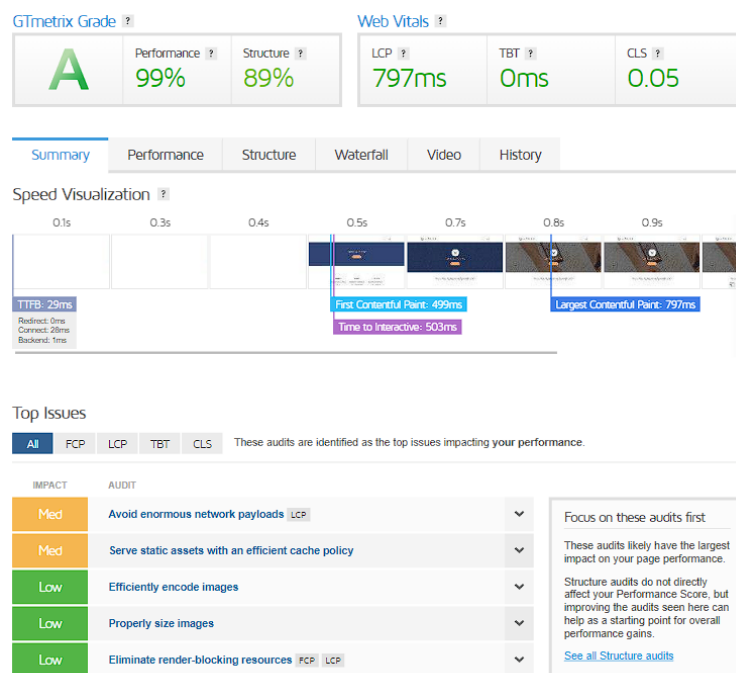 GTmetrix Grade ?
Web Vitals ?
A
Performance ?
99%
Structure ?
89%
LCP ?
797ms
TBT ?
0ms
CLS ?
0.05
Summary Performance Structure Waterfall Video History
Speed Visualization ?
0.1s 0.3s 0.4s 0.5s 0.7s 0.8s 0.9s
TTFB: 29ms
Redirect: 0ms
Connect: 28ms
Backend: 1ms
First Contentful Paint: 499ms
Time to Interactive: 503ms
Largest Contentful Paint: 797ms
Top Issues
All FCP LCP TBT CLS These audits are identified as the top issues impacting your performance.
IMPACT AUDIT
Med Avoid enormous network payloads LCP
Med Serve static assets with an efficient cache policy
Low Efficiently encode images
Low Properly size images
Low Eliminate render-blocking resources FCP LCP
Focus on these audits first
These audits likely have the largest
impact on your page performance.
Structure audits do not directly
affect your Performance Score, but
improving the audits seen here can
help as a starting point for overall
performance gains.
See all Structure audits